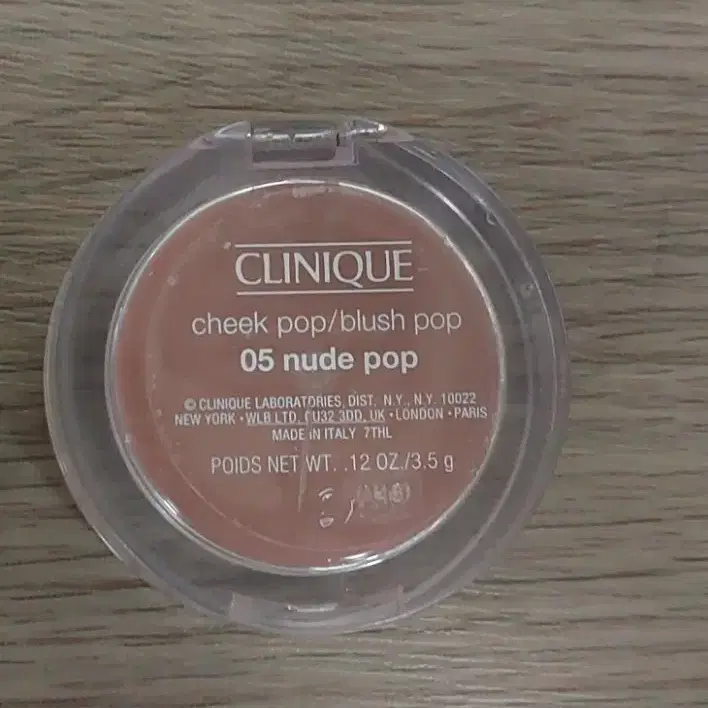 CLINIQUE
cheek pop/blush pop
05 nude pop
© CLINIQUE LABORATORIES, DIST. N.Y., N.Y. 10022
NEW YORK • WLB LTD. CU32 3DD, UK • LONDON • PARIS
MADE IN ITALY 7THL
POIDS NET WT. .12 OZ./3.5 g